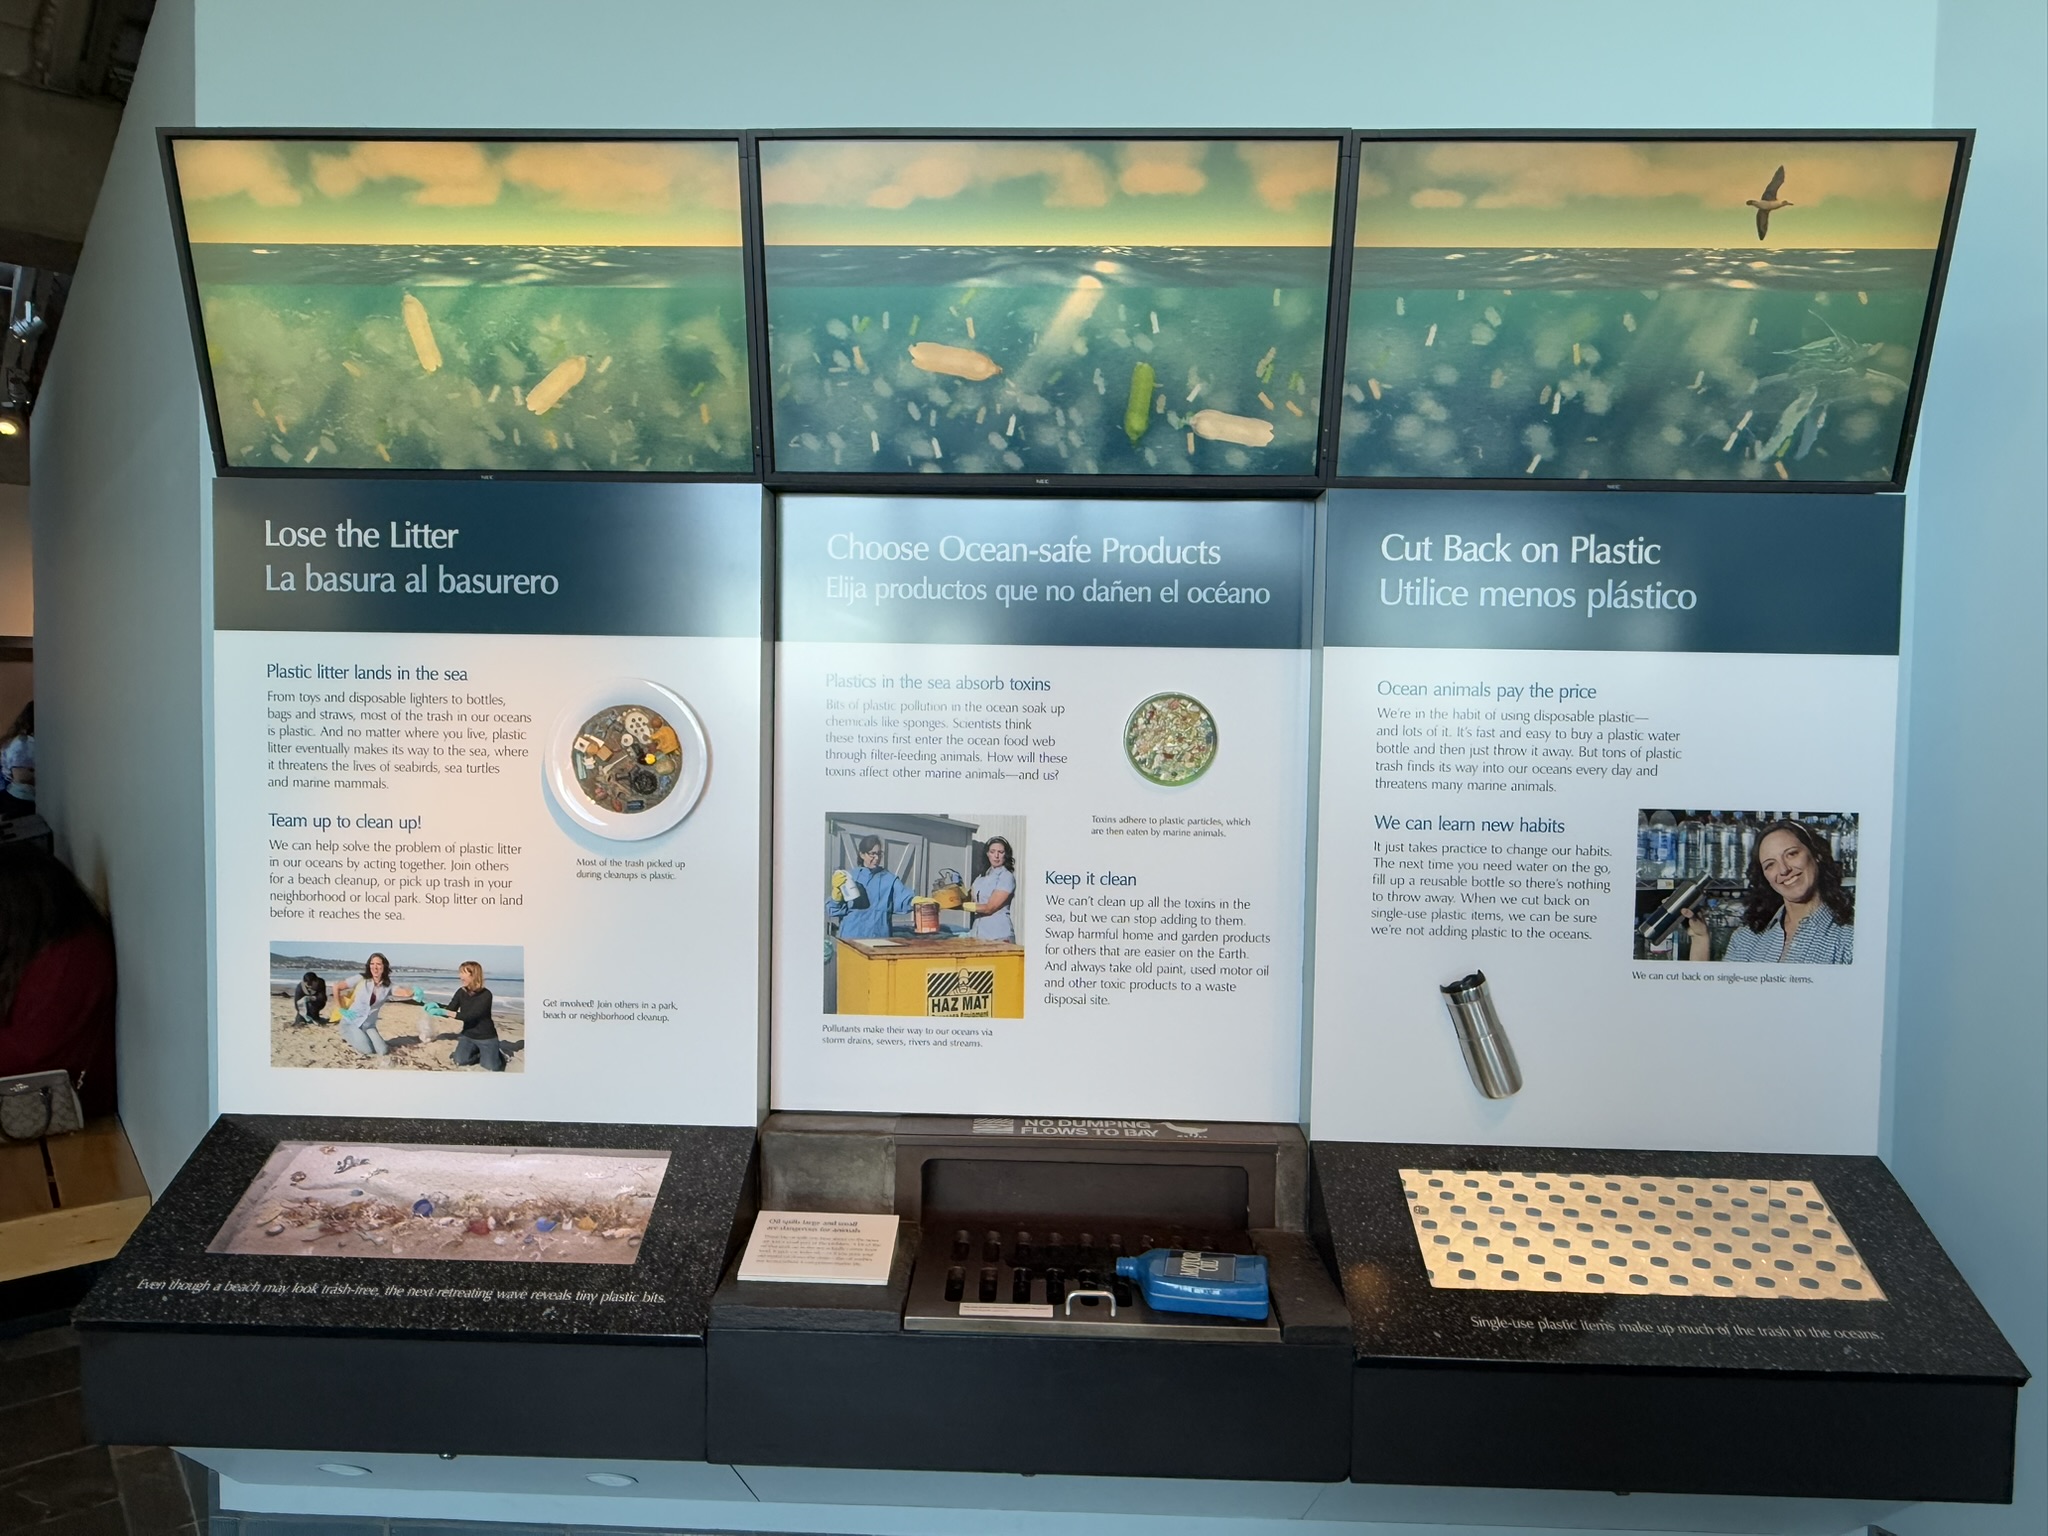 NEC
NEC
NEC
Lose the Litter
La basura al basurero
Plastic litter lands in the sea
From toys and disposable lighters to bottles,
bags and straws, most of the trash in our oceans
is plastic. And no matter where you live, plastic
litter eventually makes its way to the sea, where
it threatens the lives of seabirds, sea turtles
and marine mammals.
Most of the trash picked up
during cleanups is plastic.
Team up to clean up!
We can help solve the problem of plastic litter
in our oceans by acting together. Join others
for a beach cleanup, or pick up trash in your
neighborhood or local park. Stop litter on land
before it reaches the sea.
Get involved! Join others in a park,
beach or neighborhood cleanup.
Even though a beach may look trash-free, the next retreating wave reveals tiny plastic bits.
Choose Ocean-safe Products
Elija productos que no dañen el océano
Plastics in the sea absorb toxins
Bits of plastic pollution in the ocean soak up
chemicals like sponges. Scientists think
these toxins first enter the ocean food web
through filter-feeding animals. How will these
toxins affect other marine animals—and us?
Toxins adhere to plastic particles, which
are then eaten by marine animals.
HAZ MAT
Pollutants make their way to our oceans via
storm drains, sewers, rivers and streams.
Keep it clean
We can't clean up all the toxins in the
sea, but we can stop adding to them.
Swap harmful home and garden products
for others that are easier on the Earth.
And always take old paint, used motor oil
and other toxic products to a waste
disposal site.
NO DUMPING
FLOWS TO BAY
Oil spills large and small
are dangerous for animals
MOTOR
OIL
Cut Back on Plastic
Utilice menos plástico
Ocean animals pay the price
We're in the habit of using disposable plastic—
and lots of it. It's fast and easy to buy a plastic water
bottle and then just throw it away. But tons of plastic
trash finds its way into our oceans every day and
threatens many marine animals.
We can learn new habits
It just takes practice to change our habits.
The next time you need water on the go,
fill up a reusable bottle so there's nothing
to throw away. When we cut back on
single-use plastic items, we can be sure
we're not adding plastic to the oceans.
We can cut back on single-use plastic items.
Single-use plastic items make up much of the trash in the oceans.